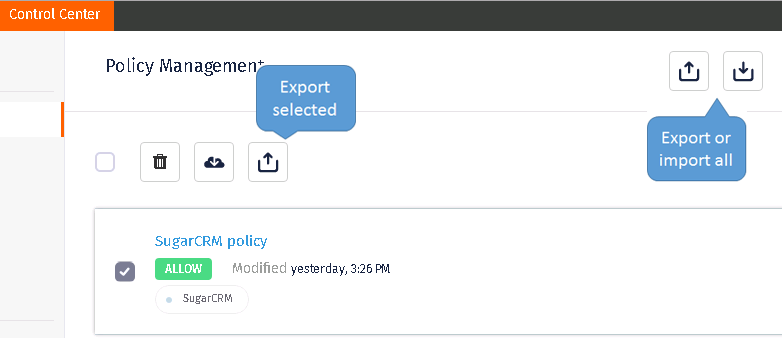 Control Center
Policy Management
Export
selected
Export or
import all
SugarCRM policy
ALLOW Modified yesterday, 3:26 PM
SugarCRM